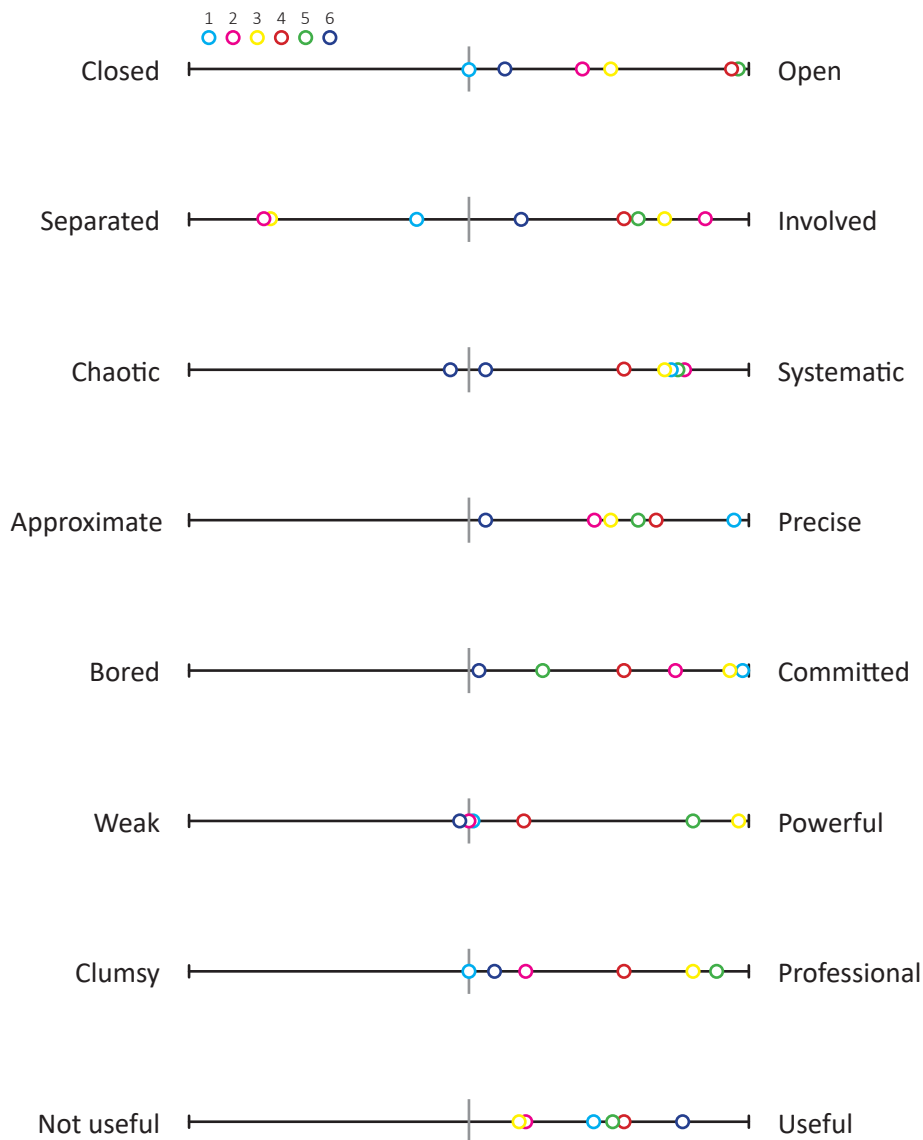 1 2 3 4 5 6
Closed Open
Separated Involved
Chaotic Systematic
Approximate Precise
Bored Committed
Weak Powerful
Clumsy Professional
Not useful Useful